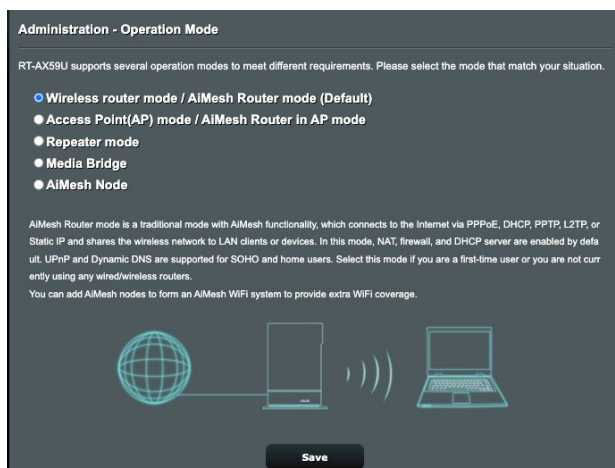 Administration - Operation Mode
RT-AX59U supports several operation modes to meet different requirements. Please select the mode that match your situation.
Wireless router mode / AiMesh Router mode (Default)
Access Point(AP) mode / AiMesh Router in AP mode
Repeater mode
Media Bridge
AiMesh Node
AiMesh Router mode is a traditional mode with AiMesh functionality, which connects to the Internet via PPPoE, DHCP, PPTP, L2TP, or
Static IP and shares the wireless network to LAN clients or devices. In this mode, NAT, firewall, and DHCP server are enabled by defa
ult. UPnP and Dynamic DNS are supported for SOHO and home users. Select this mode if you are a first-time user or you are not curr
ently using any wired/wireless routers.
You can add AiMesh nodes to form an AiMesh WiFi system to provide extra WiFi coverage.
Save